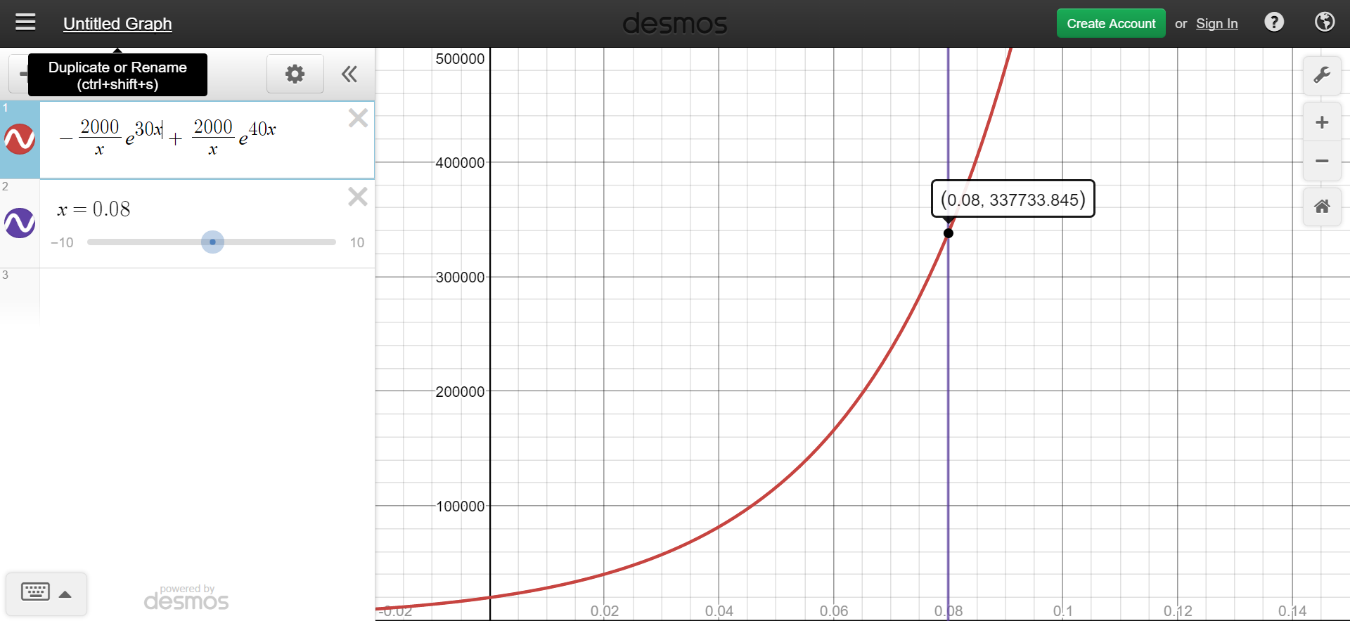 Untitled Graph
desmos
Create Account or Sign In ?
Duplicate or Rename
(ctrl+shift+s)
1
− 2000/x e^30x + 2000/x e^40x
2
x = 0.08
−10 10
3
powered by
desmos
500000
400000
300000
200000
100000
(0.08, 337733.845)
-0.02 0.02 0.04 0.06 0.08 0.1 0.12 0.14